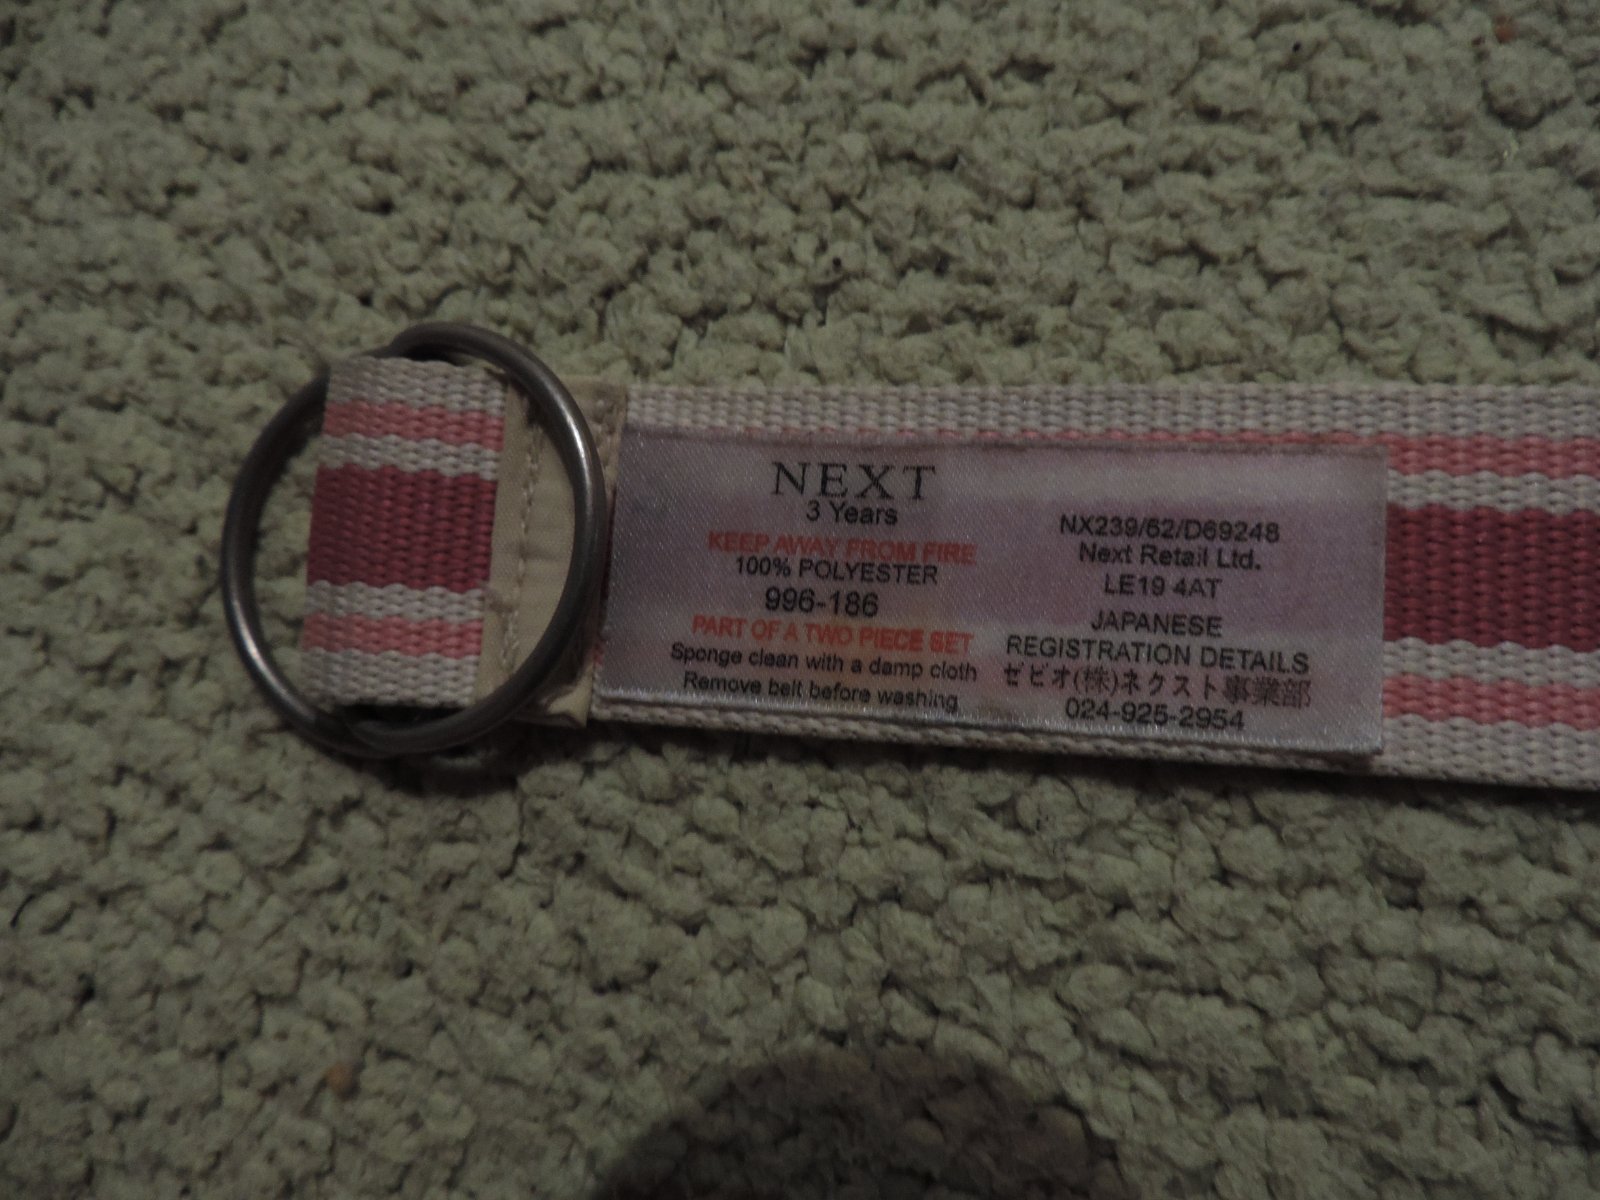 NEXT
3 Years
KEEP AWAY FROM FIRE
100% POLYESTER
996-186
PART OF A TWO PIECE SET
Sponge clean with a damp cloth
Remove belt before washing
NX239/62/D69248
Next Retail Ltd.
LE19 4AT
JAPANESE
REGISTRATION DETAILS
ゼビオ(株)ネクスト事業部
024-925-2954